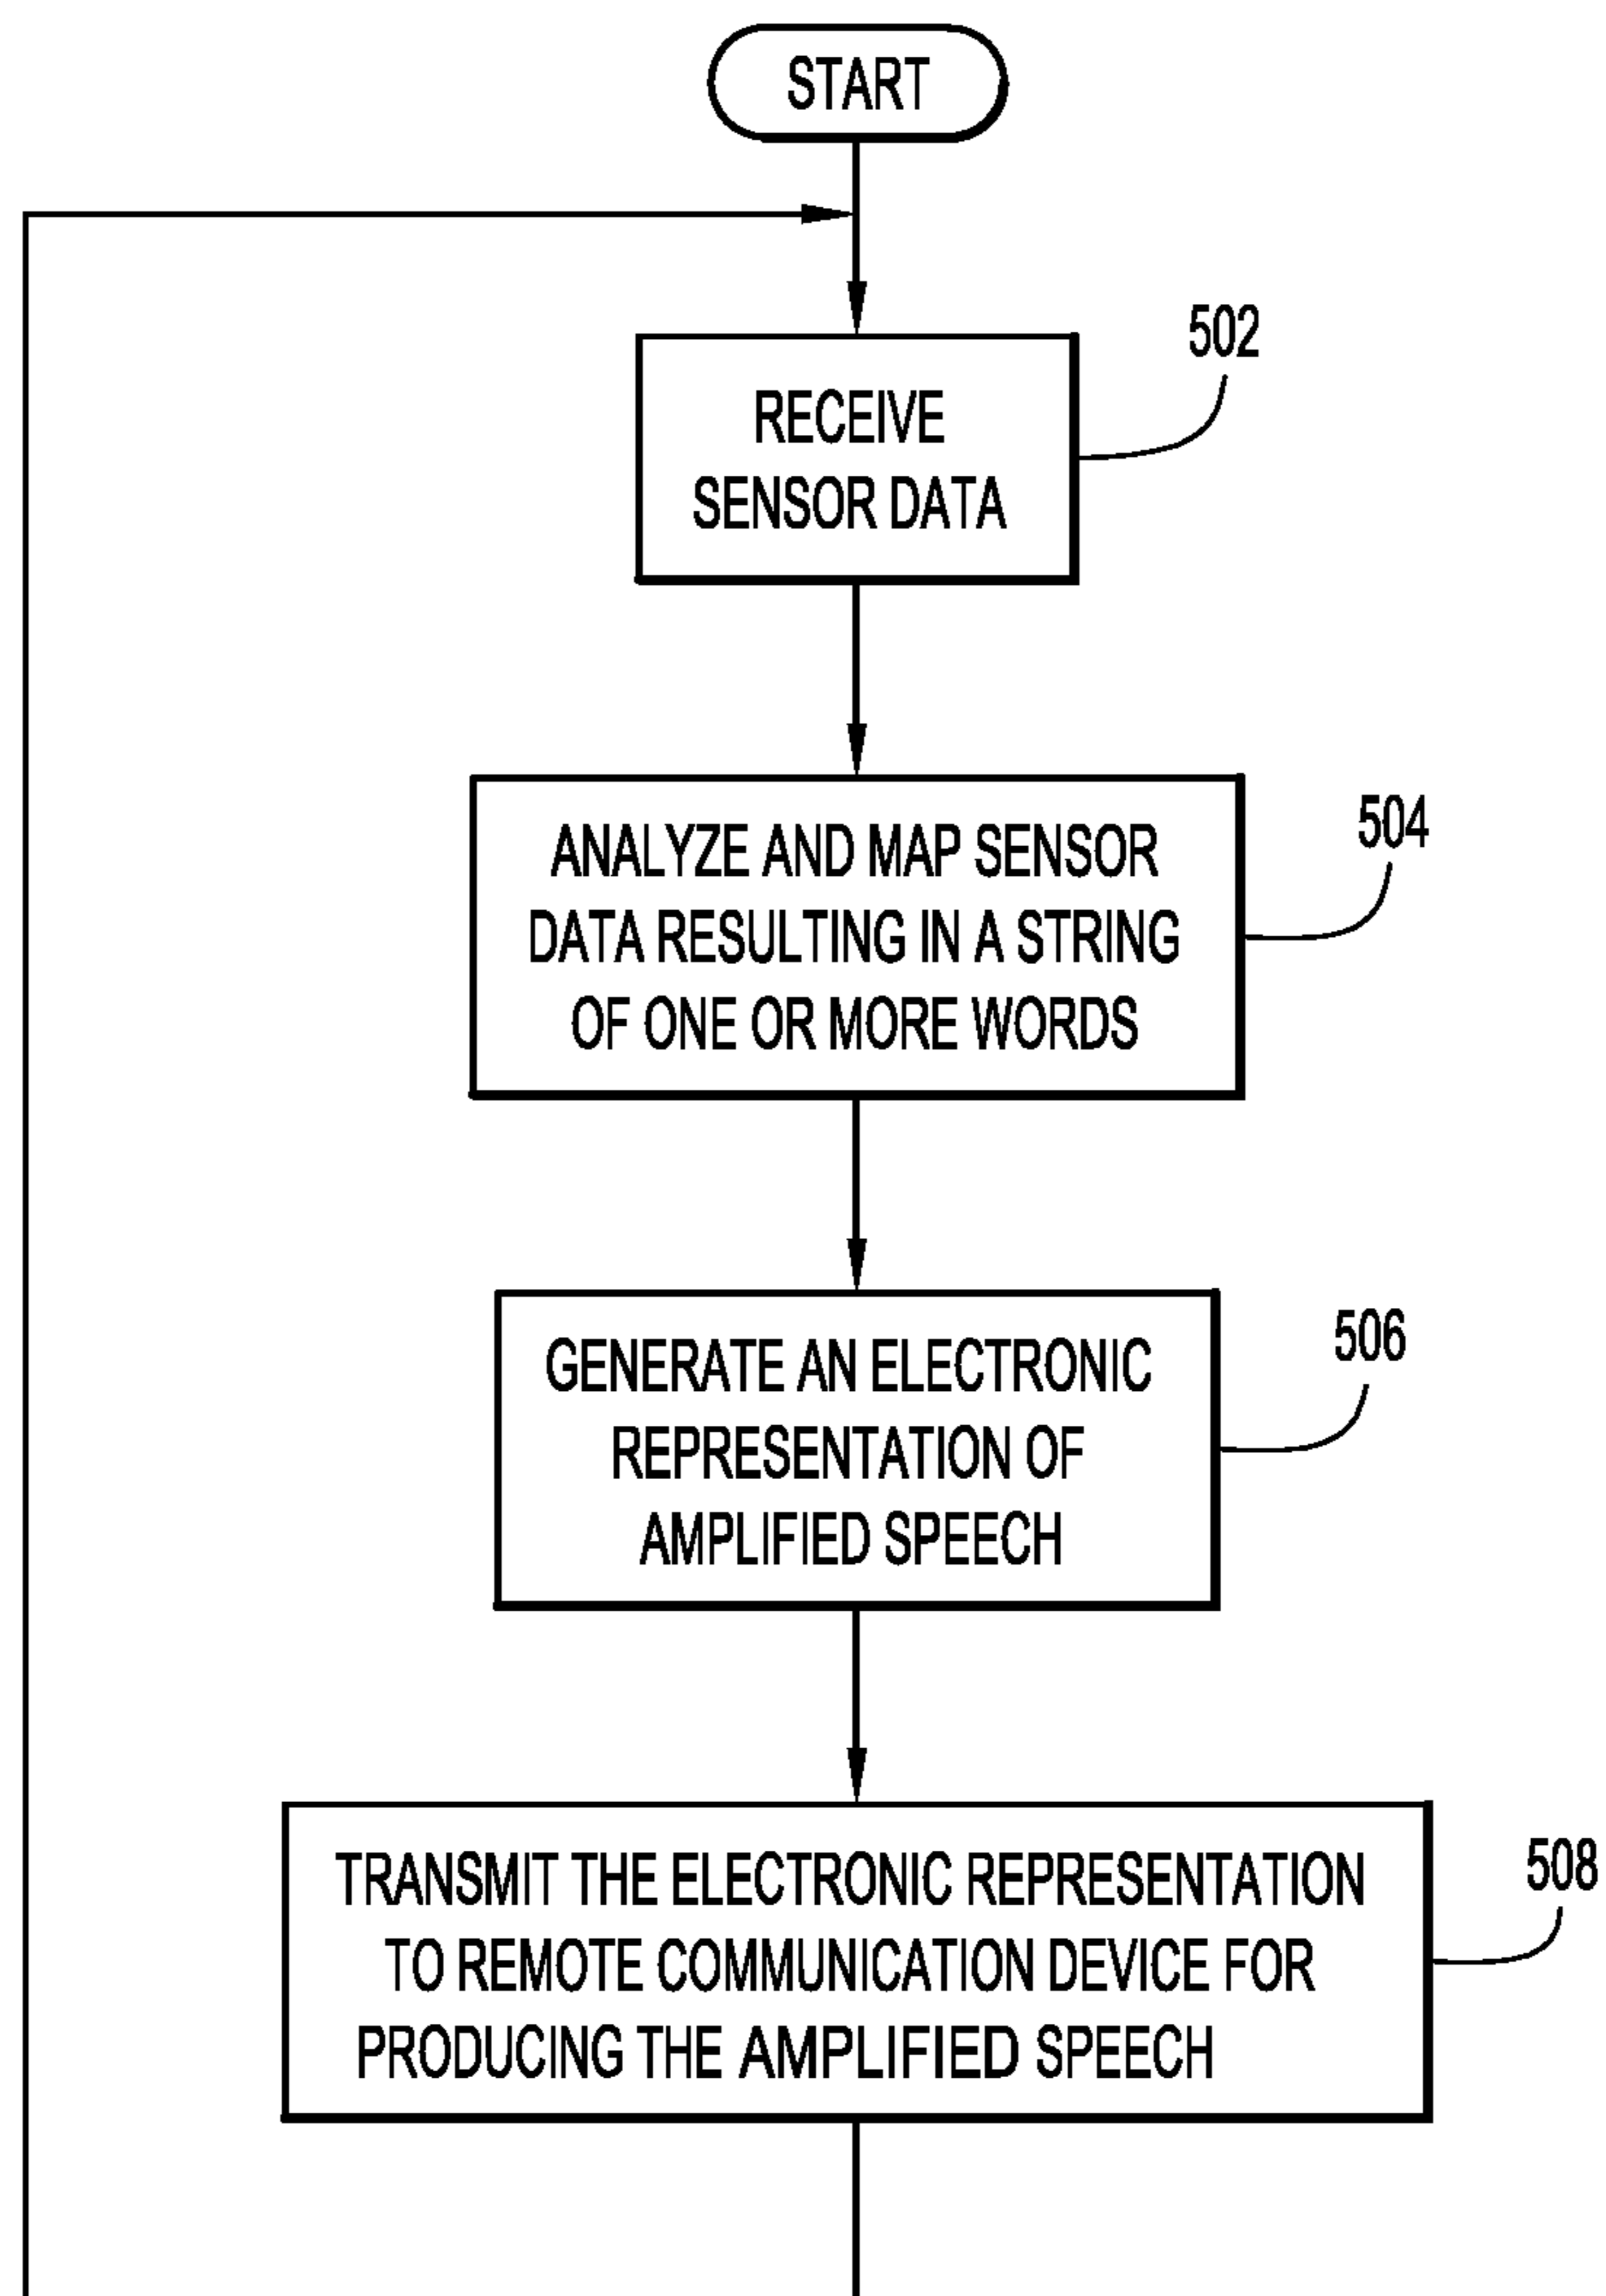 START
502
RECEIVE
SENSOR DATA
504
ANALYZE AND MAP SENSOR
DATA RESULTING IN A STRING
OF ONE OR MORE WORDS
506
GENERATE AN ELECTRONIC
REPRESENTATION OF
AMPLIFIED SPEECH
508
TRANSMIT THE ELECTRONIC REPRESENTATION
TO REMOTE COMMUNICATION DEVICE FOR
PRODUCING THE AMPLIFIED SPEECH